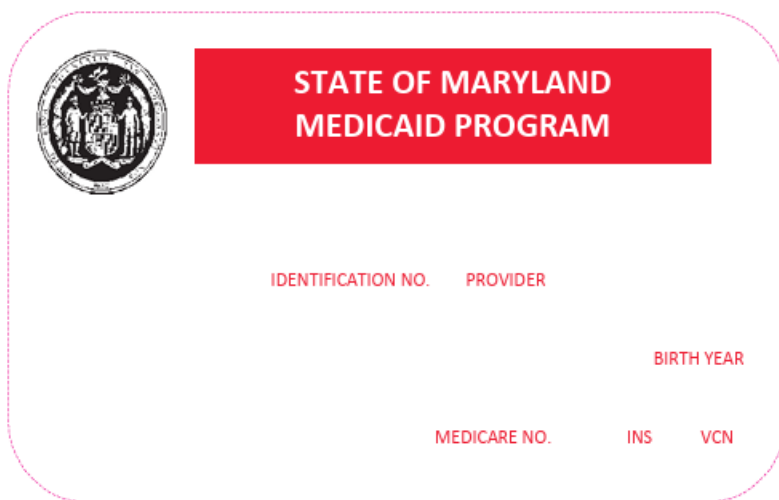 STATE OF MARYLAND
MEDICAID PROGRAM
IDENTIFICATION NO. PROVIDER
BIRTH YEAR
MEDICARE NO. INS VCN